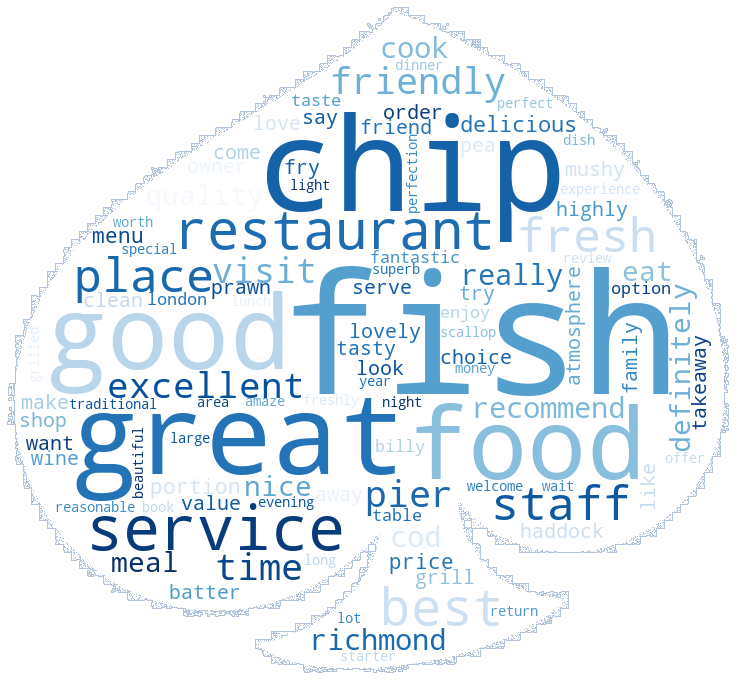 cook
dinner
friendly
taste
perfect
say
order
love
friend
delicious
dish
chip
come
pea
owner
fry
mushy
light
perfection
experience
quality
highly
worth
restaurant
fresh
menu
special
fantastic
review
place
visit
superb
really
eat
prawn
serve
try
option
clean
london
lunch
fish
enjoy
atmosphere
good
lovely
scallop
definitely
grilled
tasty
choice
family
takeaway
look
money
excellent
year
make
traditional
area
amaze
freshly
night
recommend
shop
great
food
want
large
billy
beautiful
wine
offer
portion
nice
away
pier
welcome
wait
like
reasonable
book
value
evening
table
staff
service
cod
haddock
meal
time
long
price
batter
grill
best
lot
return
richmond
starter